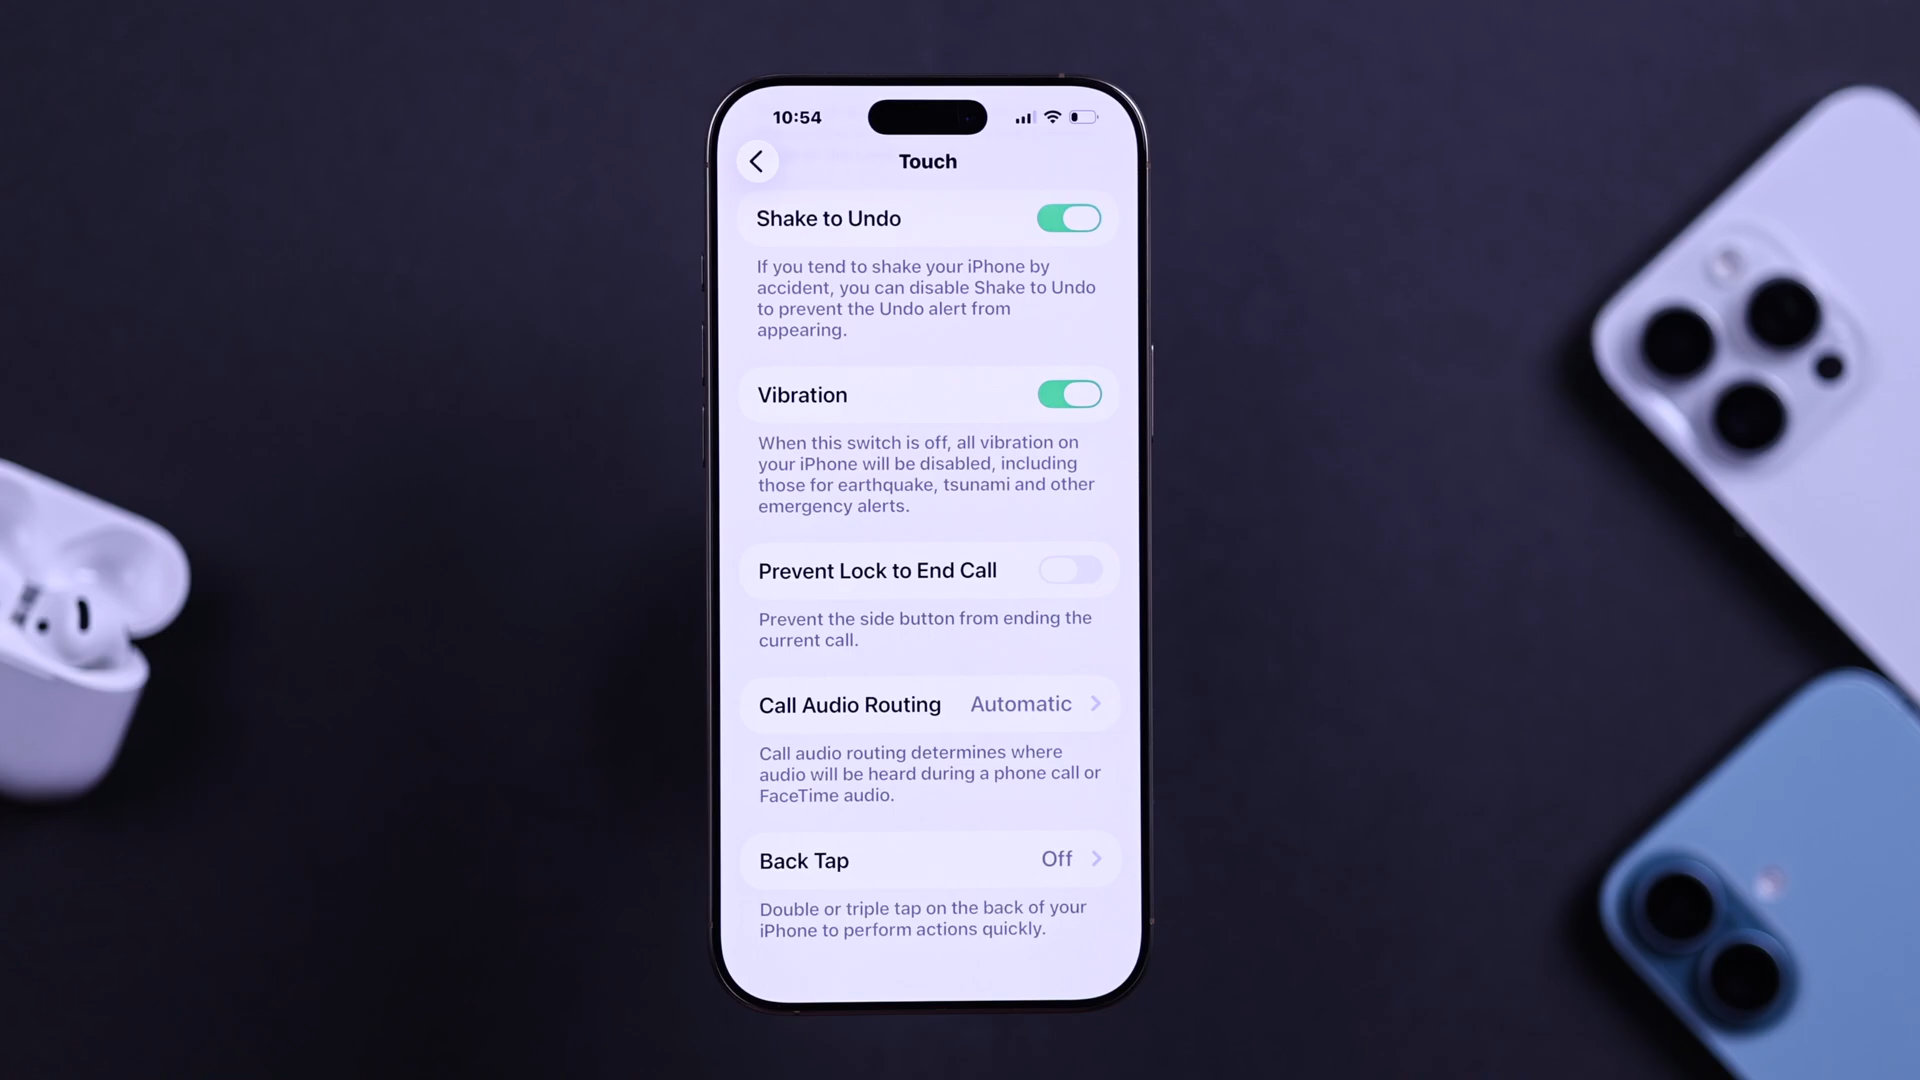 10:54
Touch
Shake to Undo
If you tend to shake your iPhone by
accident, you can disable Shake to Undo
to prevent the Undo alert from
appearing.
Vibration
When this switch is off, all vibration on
your iPhone will be disabled, including
those for earthquake, tsunami and other
emergency alerts.
Prevent Lock to End Call
Prevent the side button from ending the
current call.
Call Audio Routing Automatic
Call audio routing determines where
audio will be heard during a phone call or
FaceTime audio.
Back Tap Off
Double or triple tap on the back of your
iPhone to perform actions quickly.